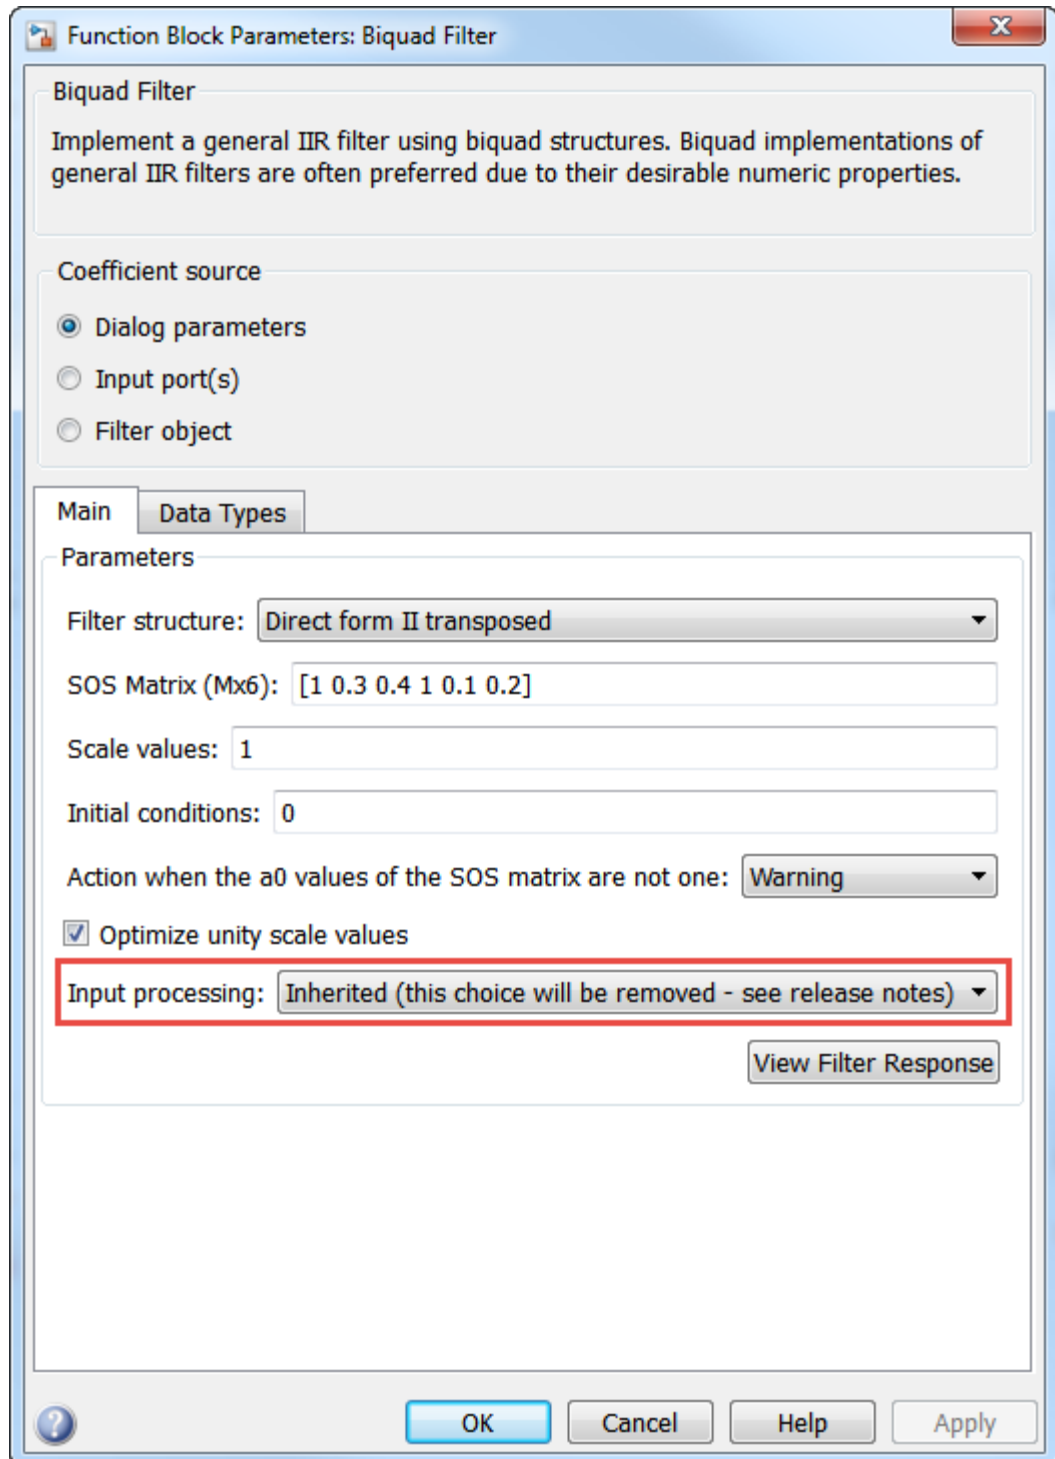 Function Block Parameters: Biquad Filter
Biquad Filter
Implement a general IIR filter using biquad structures. Biquad implementations of
general IIR filters are often preferred due to their desirable numeric properties.
Coefficient source
Dialog parameters
Input port(s)
Filter object
Main Data Types
Parameters
Filter structure: Direct form II transposed
SOS Matrix (Mx6): [1 0.3 0.4 1 0.1 0.2]
Scale values: 1
Initial conditions: 0
Action when the a0 values of the SOS matrix are not one: Warning
Optimize unity scale values
Input processing: Inherited (this choice will be removed - see release notes)
View Filter Response
? OK Cancel Help Apply